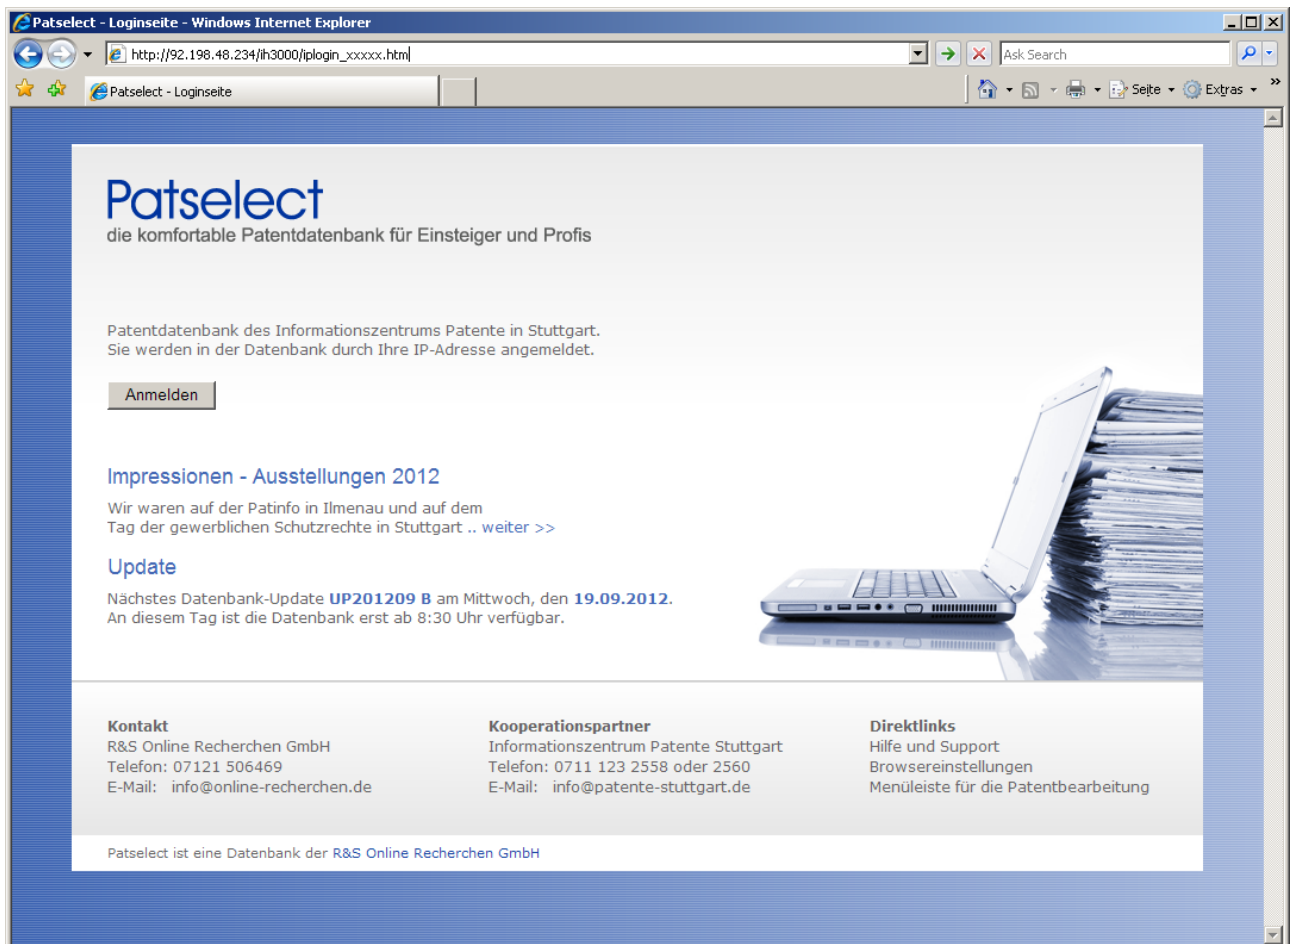 Patselect - Loginseite - Windows Internet Explorer
http://92.198.48.234/ih3000/iplogin_xxxxx.htm
Ask Search
Patselect - Loginseite
Seite
Extras
Patselect
die komfortable Patentdatenbank für Einsteiger und Profis
Patentdatenbank des Informationszentrums Patente in Stuttgart.
Sie werden in der Datenbank durch Ihre IP-Adresse angemeldet.
Anmelden
Impressionen - Ausstellungen 2012
Wir waren auf der Patinfo in Ilmenau und auf dem
Tag der gewerblichen Schutzrechte in Stuttgart .. weiter >>
Update
Nächstes Datenbank-Update UP201209 B am Mittwoch, den 19.09.2012.
An diesem Tag ist die Datenbank erst ab 8:30 Uhr verfügbar.
Kontakt
R&S Online Recherchen GmbH
Telefon: 07121 506469
E-Mail: info@online-recherchen.de
Kooperationspartner
Informationszentrum Patente Stuttgart
Telefon: 0711 123 2558 oder 2560
E-Mail: info@patente-stuttgart.de
Direktlinks
Hilfe und Support
Browsereinstellungen
Menüleiste für die Patentbearbeitung
Patselect ist eine Datenbank der R&S Online Recherchen GmbH